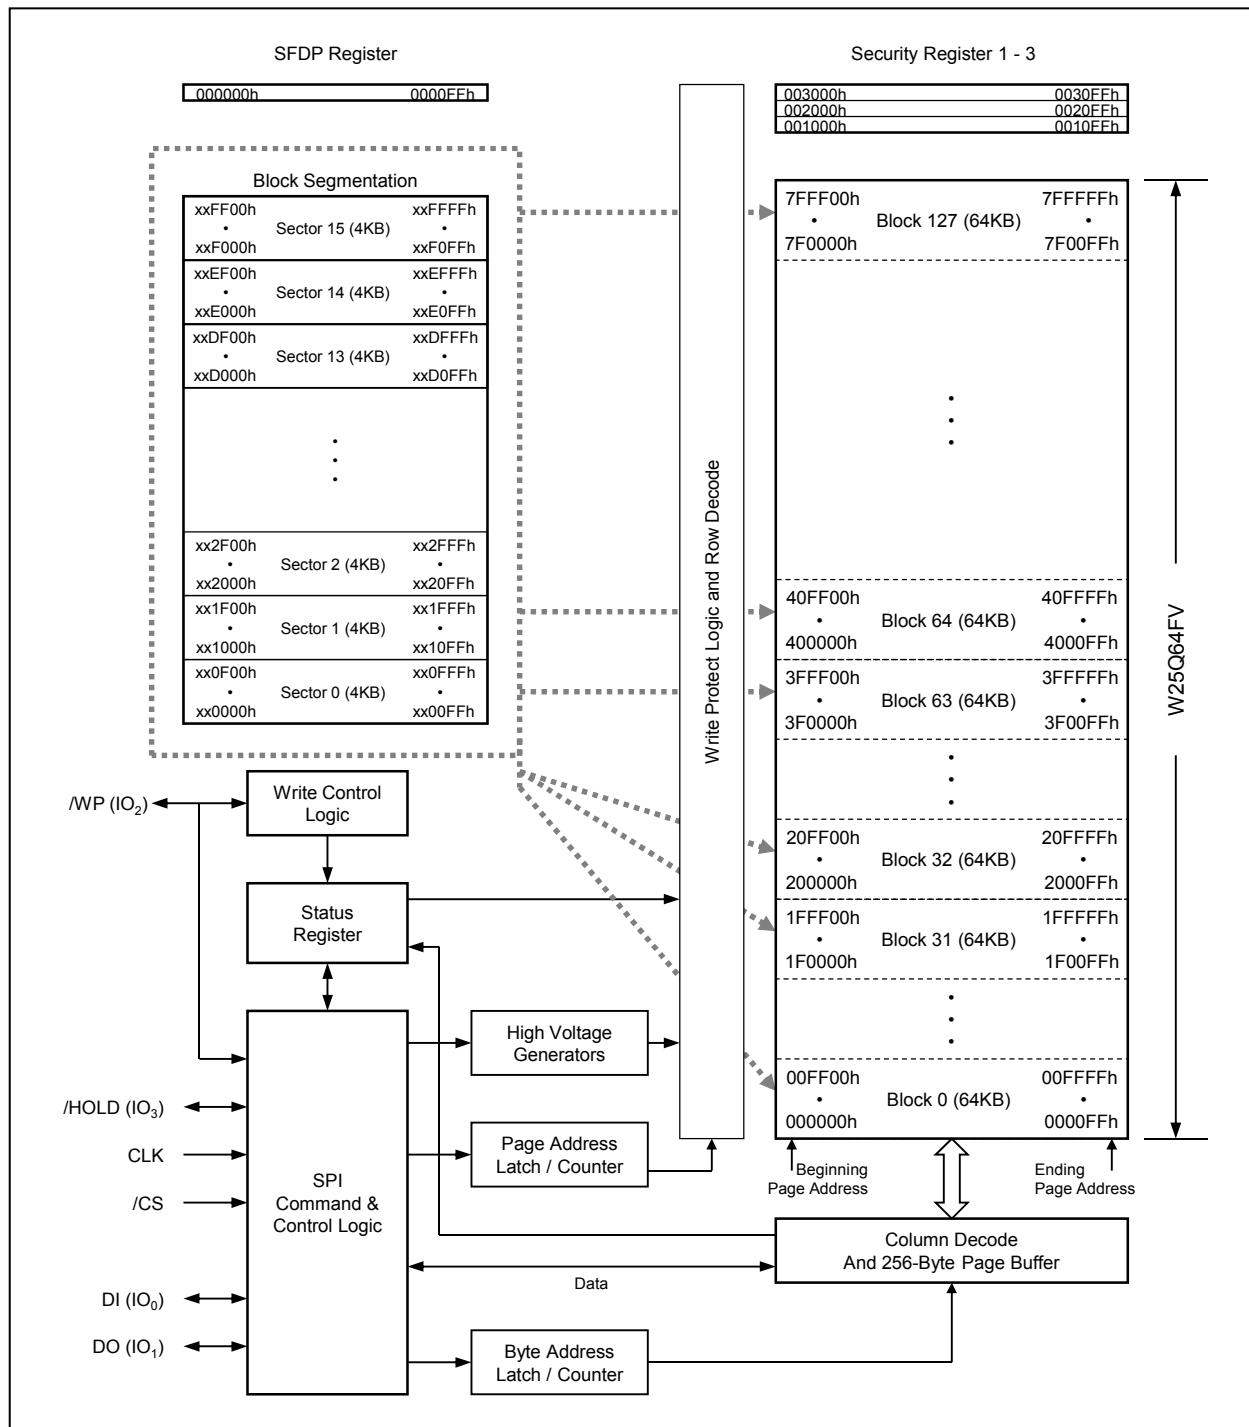 SFDP Register
000000h 0000FFh
Security Register 1 - 3
003000h 0030FFh
002000h 0020FFh
001000h 0010FFh
Block Segmentation
xxFF00h xxFFFFh
• Sector 15 (4KB) •
xxF000h xxF0FFh
xxEF00h xxEFFFh
• Sector 14 (4KB) •
xxE000h xxE0FFh
xxDF00h xxDFFFh
• Sector 13 (4KB) •
xxD000h xxD0FFh
xx2F00h xx2FFFh
• Sector 2 (4KB) •
xx2000h xx20FFh
xx1F00h xx1FFFh
• Sector 1 (4KB) •
xx1000h xx10FFh
xx0F00h xx0FFFh
• Sector 0 (4KB) •
xx0000h xx00FFh
Write Protect Logic and Row Decode
7FFF00h 7FFFFFh
• Block 127 (64KB) •
7F0000h 7F00FFh
40FF00h 40FFFFh
• Block 64 (64KB) •
400000h 4000FFh
3FFF00h 3FFFFFh
• Block 63 (64KB) •
3F0000h 3F00FFh
20FF00h 20FFFFh
• Block 32 (64KB) •
200000h 2000FFh
1FFF00h 1FFFFFh
• Block 31 (64KB) •
1F0000h 1F00FFh
00FF00h 00FFFFh
• Block 0 (64KB) •
000000h 0000FFh
W25Q64FV
Beginning
Page Address
Ending
Page Address
/WP (IO2)
Write Control
Logic
Status
Register
High Voltage
Generators
/HOLD (IO3)
CLK
/CS
DI (IO0)
DO (IO1)
SPI
Command &
Control Logic
Page Address
Latch / Counter
Column Decode
And 256-Byte Page Buffer
Data
Byte Address
Latch / Counter